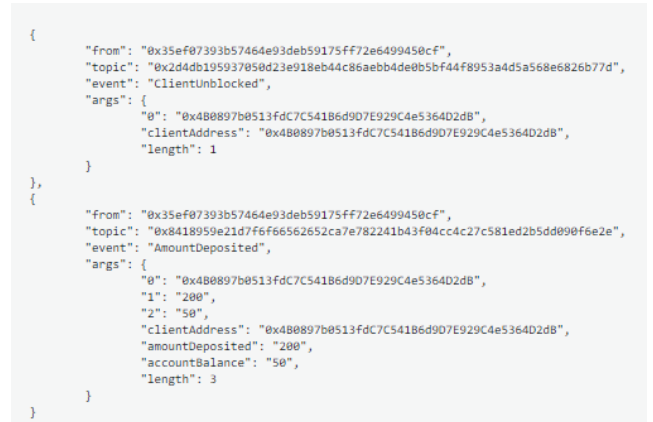 {
"from": "0x35ef07393b57464e93deb59175ff72e6499450cf",
"topic": "0x2d4db195937050d23e918eb44c86aebb4de0b5bf44f8953a4d5a568e6826b77d",
"event": "ClientUnblocked",
"args": {
"0": "0x4B0897b0513fdC7C541B6d9D7E929C4e5364D2dB",
"clientAddress": "0x4B0897b0513fdC7C541B6d9D7E929C4e5364D2dB",
"length": 1
}
},
{
"from": "0x35ef07393b57464e93deb59175ff72e6499450cf",
"topic": "0x8418959e21d7f6f66562652ca7e782241b43f04cc4c27c581ed2b5dd090f6e2e",
"event": "AmountDeposited",
"args": {
"0": "0x4B0897b0513fdC7C541B6d9D7E929C4e5364D2dB",
"1": "200",
"2": "50",
"clientAddress": "0x4B0897b0513fdC7C541B6d9D7E929C4e5364D2dB",
"amountDeposited": "200",
"accountBalance": "50",
"length": 3
}
}